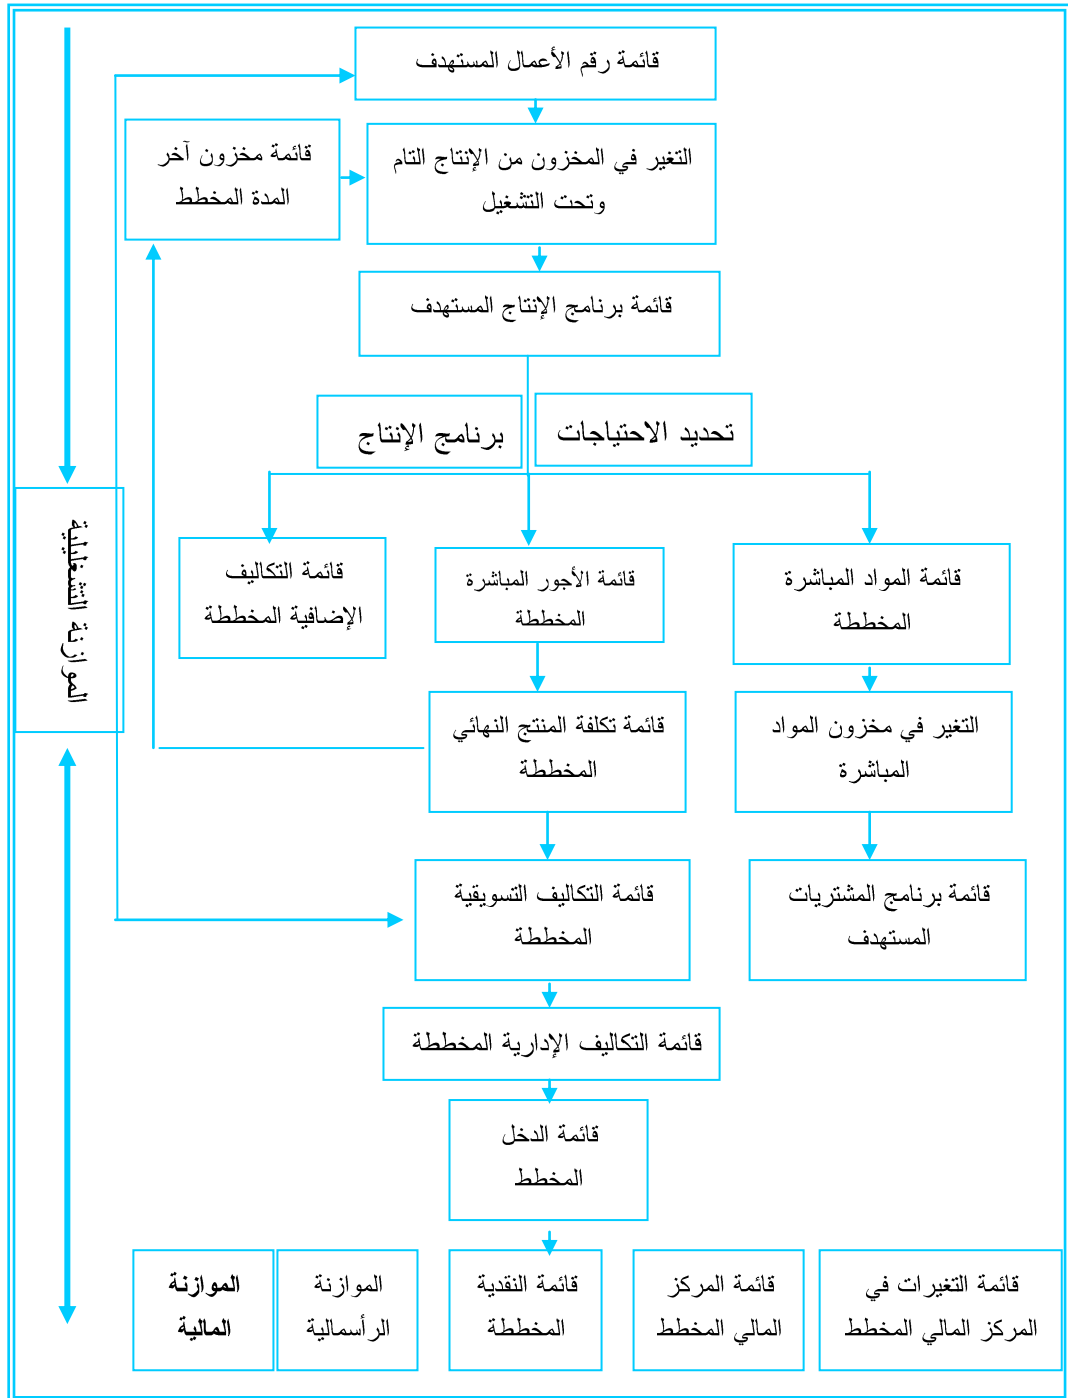 قائمة رقم الأعمال المستهدف
قائمة مخزون آخر
المدة المخطط
التغير في المخزون من الإنتاج التام
وتحت التشغيل
قائمة برنامج الإنتاج المستهدف
تحديد الاحتياجات
برنامج الإنتاج
الموازنة التشغليلية
قائمة المواد المباشرة
المخططة
قائمة الأجور المباشرة
المخططة
قائمة التكاليف
الإضافية المخططة
التغير في مخزون المواد
المباشرة
قائمة تكلفة المنتج النهائي
المخططة
قائمة برنامج المشتريات
المستهدف
قائمة التكاليف التسويقية
المخططة
قائمة التكاليف الإدارية المخططة
قائمة الدخل
المخطط
قائمة التغيرات في
المركز المالي المخطط
قائمة المركز
المالي المخطط
قائمة النقدية
المخططة
الموازنة
الرأسمالية
الموازنة
المالية